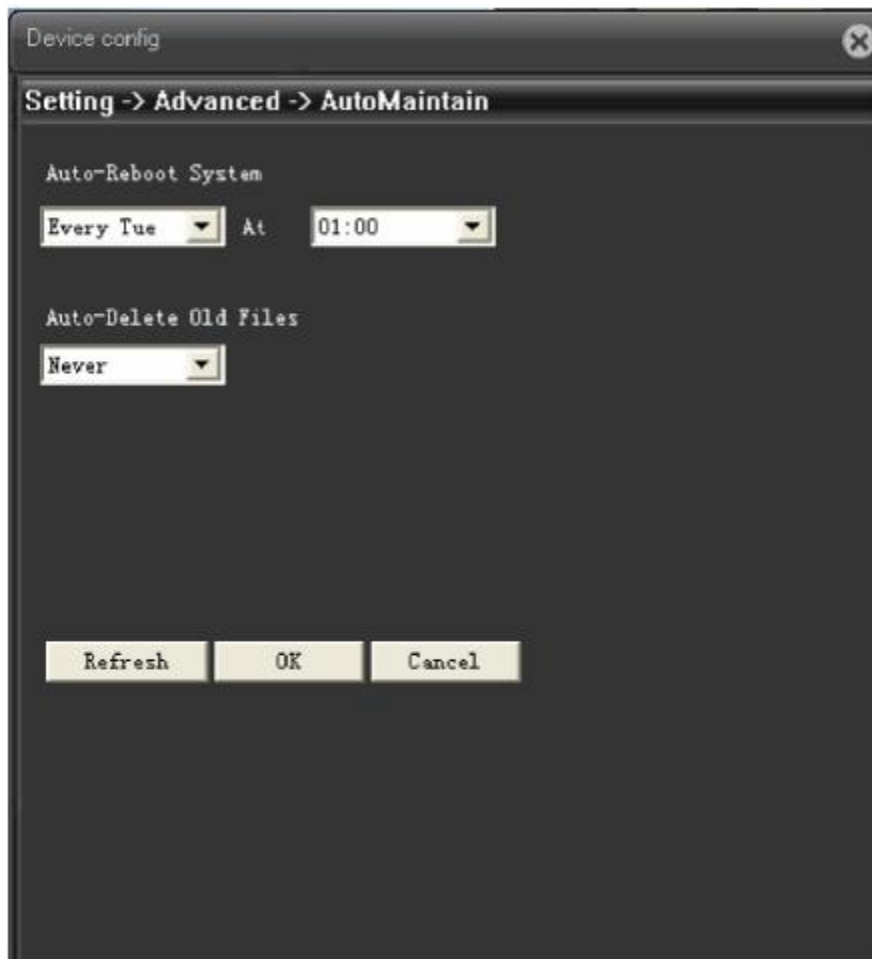 Device config
Setting -> Advanced -> AutoMaintain
Auto-Reboot System
Every Tue At 01:00
Auto-Delete Old Files
Never
Refresh OK Cancel